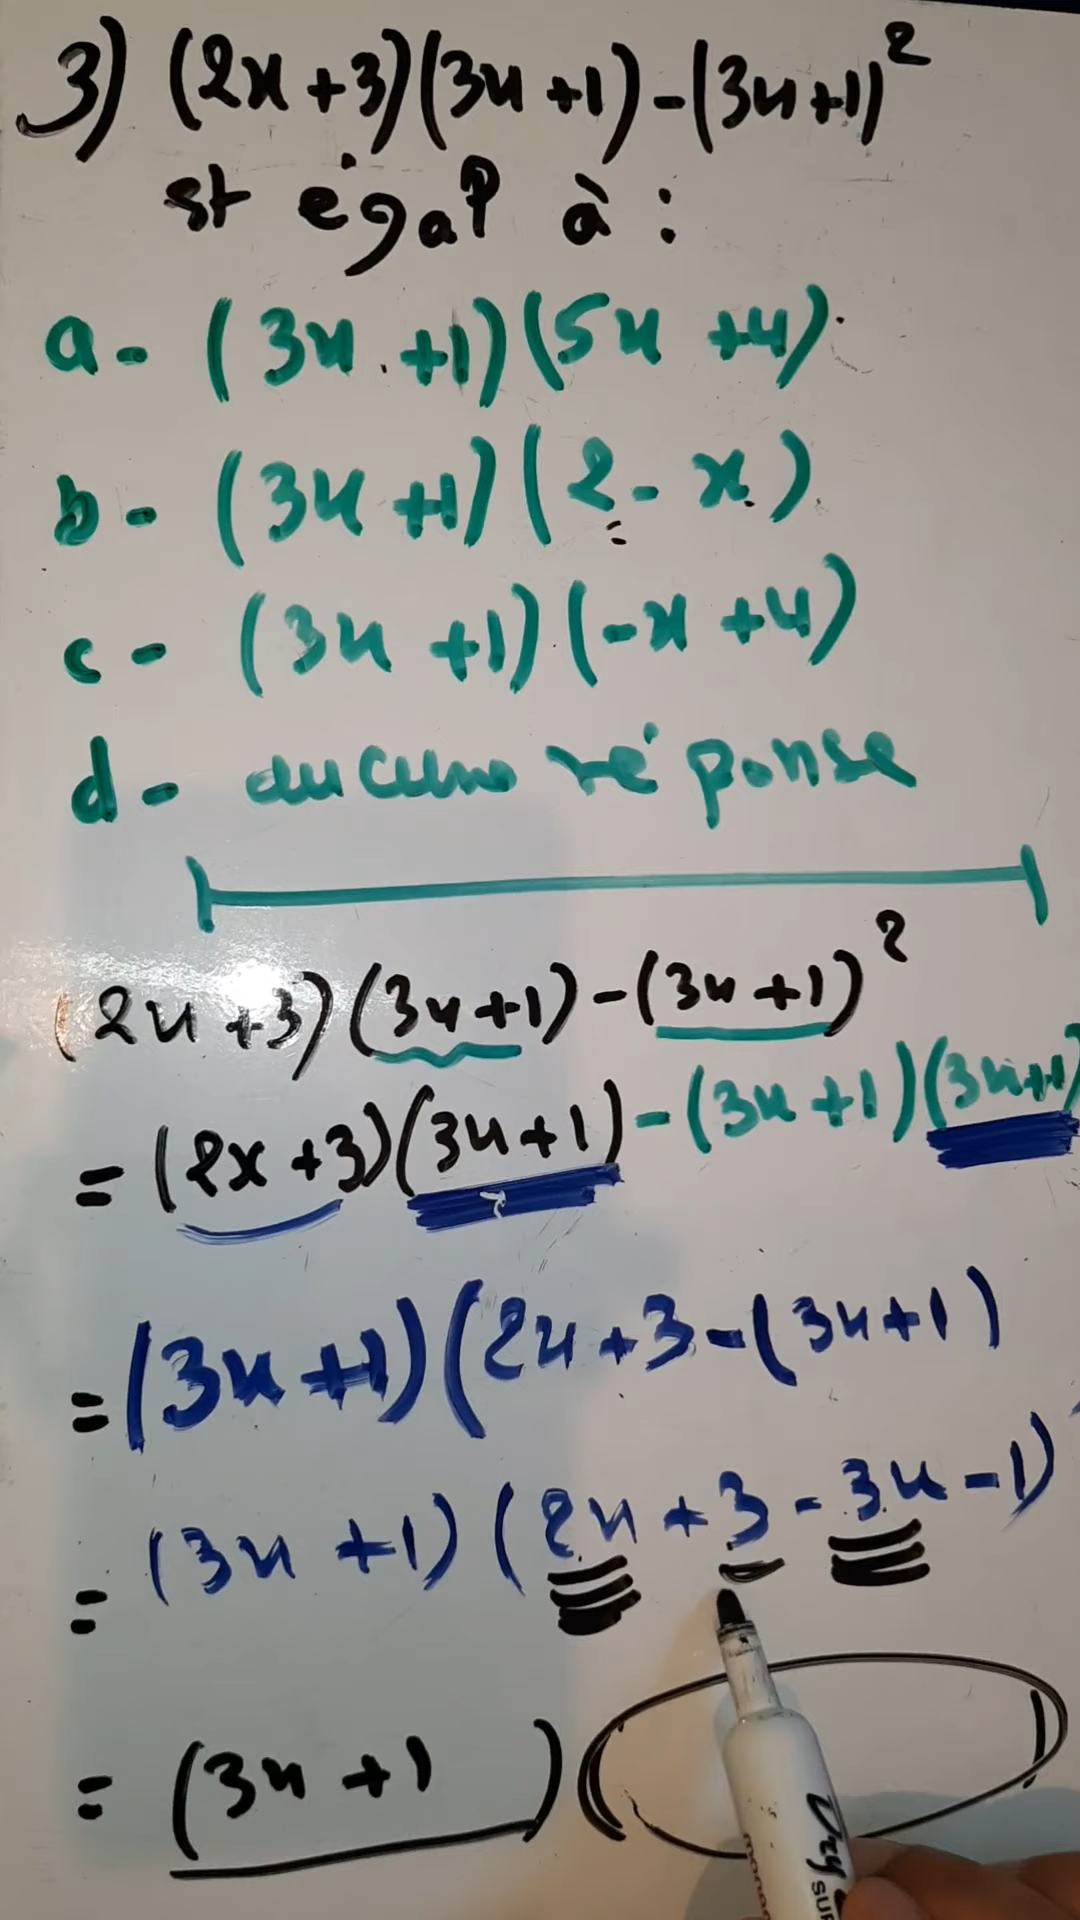 3) (2x+3)(3x+1)-(3x+1)²
st égal à :
a- (3x+1)(5x+4)
b- (3x+1)(2-x)
c- (3x+1)(-x+4)
d- aucune réponse
(2x+3)(3x+1)-(3x+1)²
=(2x+3)(3x+1)-(3x+1)(3x+1)
=(3x+1)(2x+3-(3x+1)
=(3x+1)(2x+3-3x-1)
=(3x+1)(